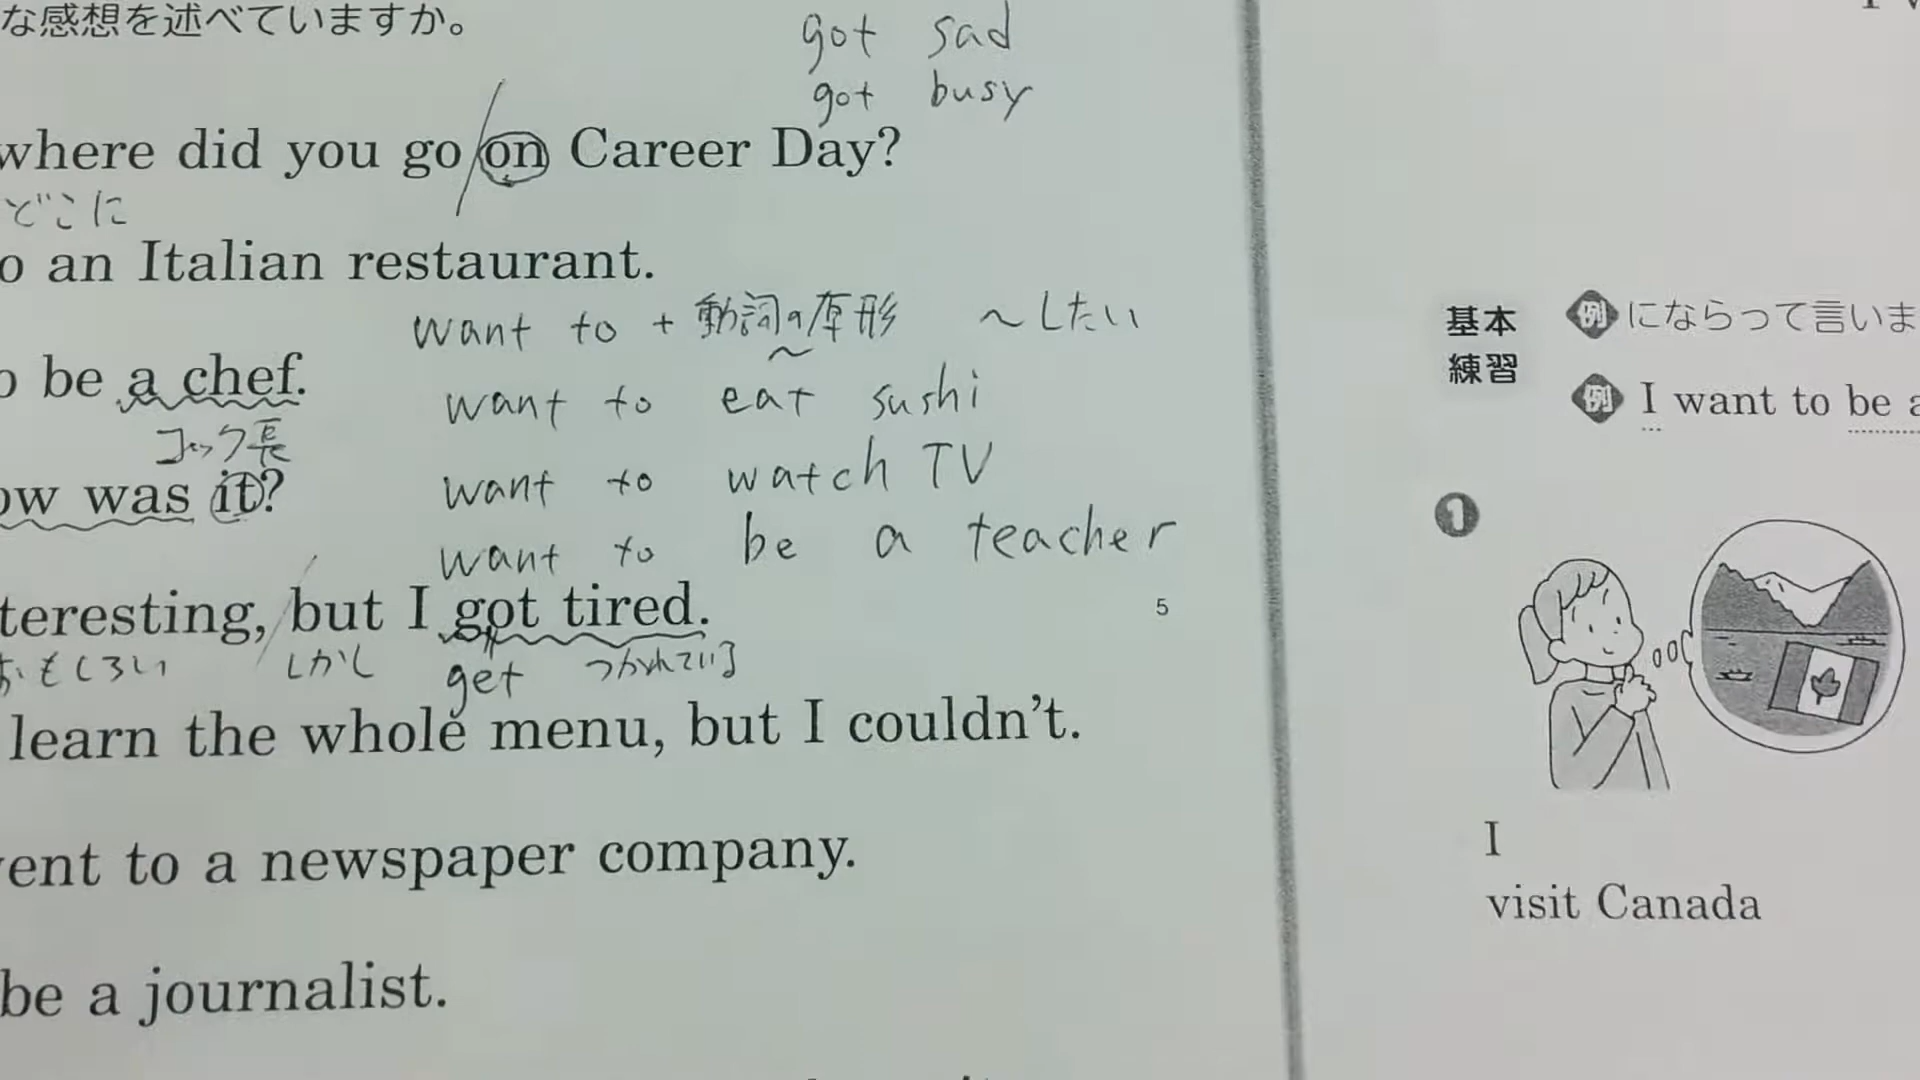 な感想を述べていますか。
got sad
got busy
where did you go on Career Day?
どこに
o an Italian restaurant.
want to + 動詞の原形 〜したい
o be a chef.
want to eat sushi
コック長
want to watch TV
ow was it?
want to be a teacher
teresting, but I got tired.
5
おもしろい しかし get つかれている
learn the whole menu, but I couldn't.
ent to a newspaper company.
be a journalist.
基本
練習
例 にならって言いま
例 I want to be a
1
I
visit Canada